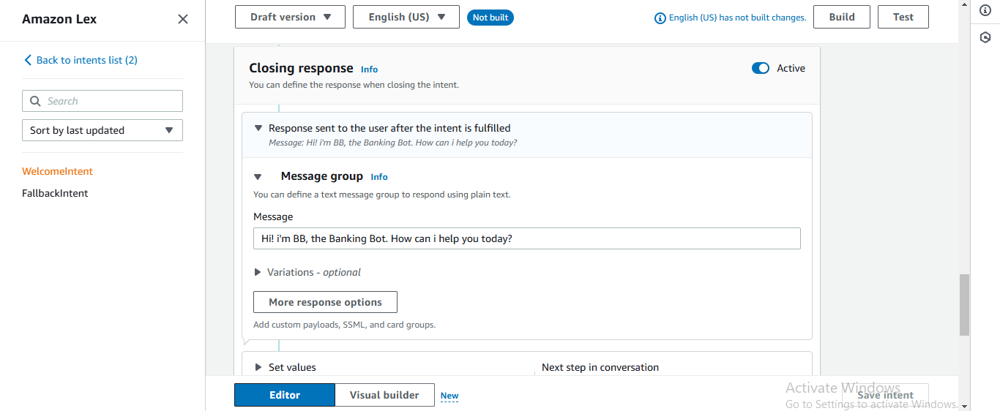 Amazon Lex
Back to intents list (2)
Search
Sort by last updated
WelcomeIntent
FallbackIntent
Draft version
English (US)
Not built
English (US) has not built changes.
Build
Test
Closing response Info
Active
You can define the response when closing the intent.
Response sent to the user after the intent is fulfilled
Message: Hi! i'm BB, the Banking Bot. How can i help you today?
Message group Info
You can define a text message group to respond using plain text.
Message
Hi! i'm BB, the Banking Bot. How can i help you today?
Variations - optional
More response options
Add custom payloads, SSML, and card groups.
Set values
Next step in conversation
Editor
Visual builder
New
Save intent
Activate Windows
Go to Settings to activate Windows.